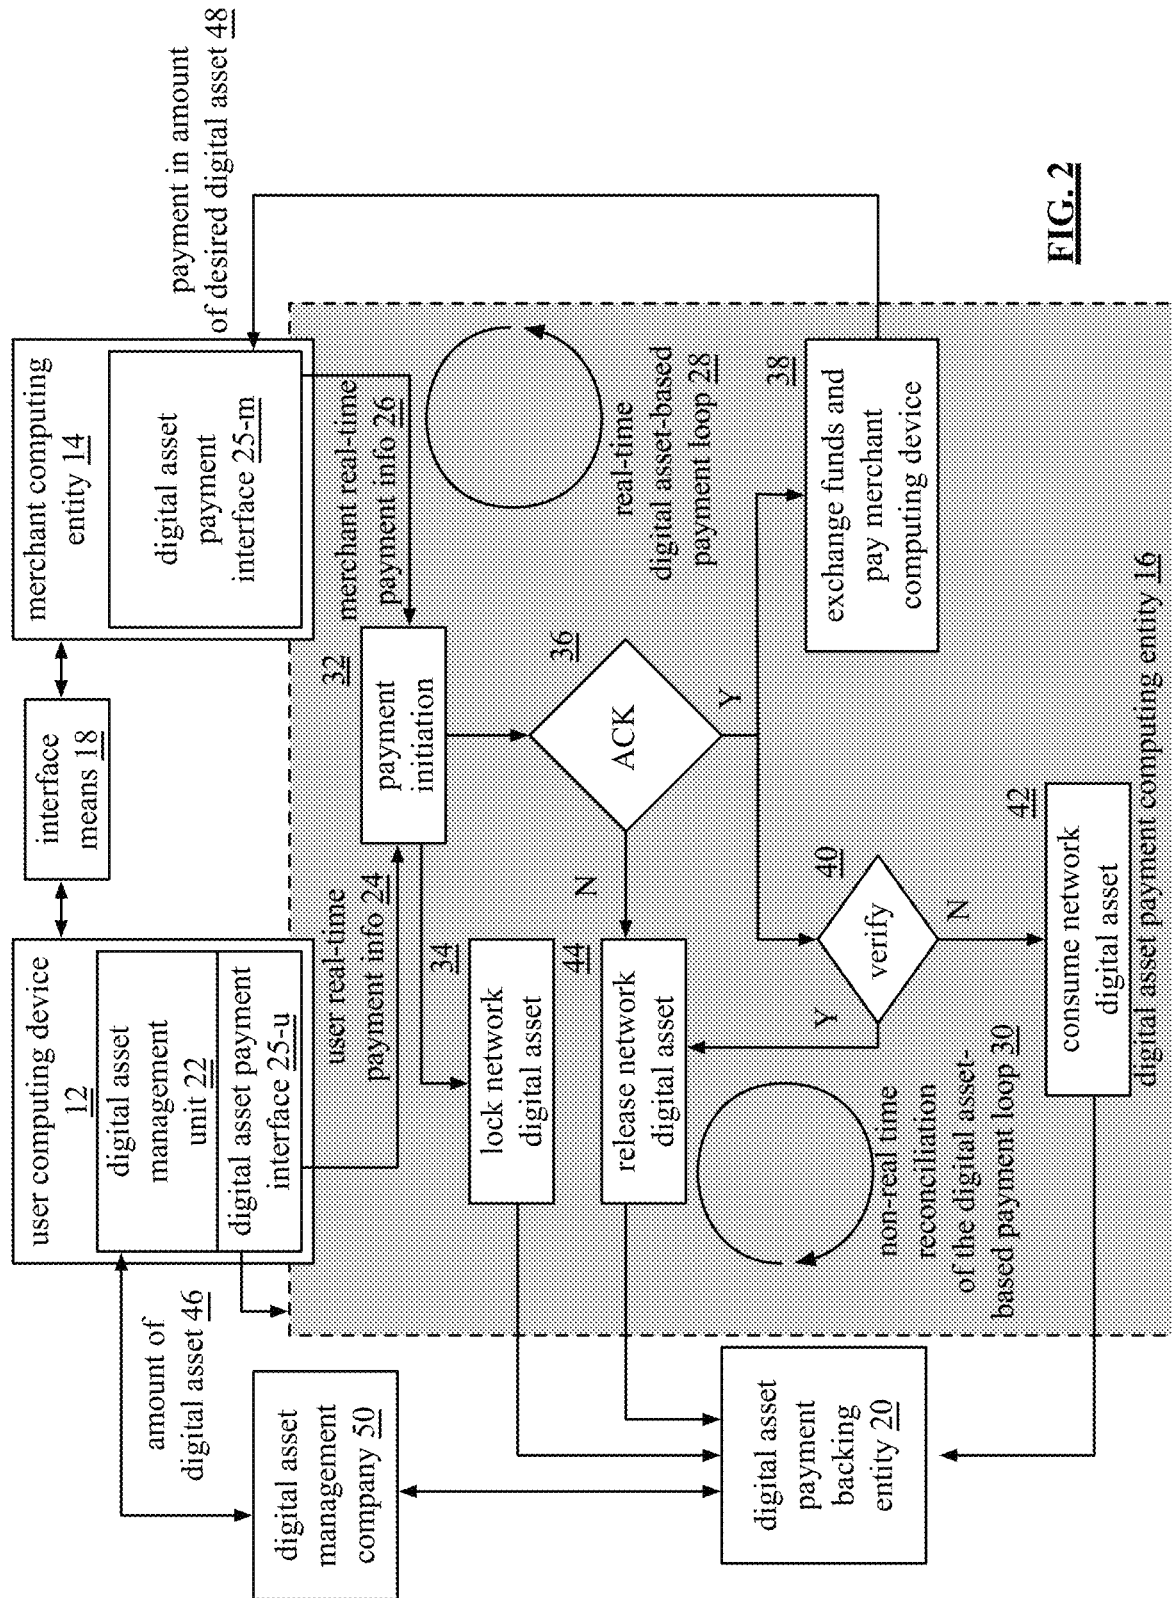 digital asset
management
company 50
amount of
digital asset 46
user computing device
12
digital asset
management
unit 22
digital asset payment
interface 25-u
interface
means 18
merchant computing
entity 14
digital asset
payment
interface 25-m
payment in amount
of desired digital asset 48
user real-time
payment info 24
32
payment
initiation
merchant real-time
payment info 26
34
lock network
digital asset
44
release network
digital asset
N
36
ACK
Y
real-time
digital asset-based
payment loop 28
digital asset
payment
backing
entity 20
non-real time
reconciliation
of the digital asset-
based payment loop 30
40
verify
Y
N
38
exchange funds and
pay merchant
computing device
42
consume network
digital asset
digital asset payment computing entity 16
FIG. 2